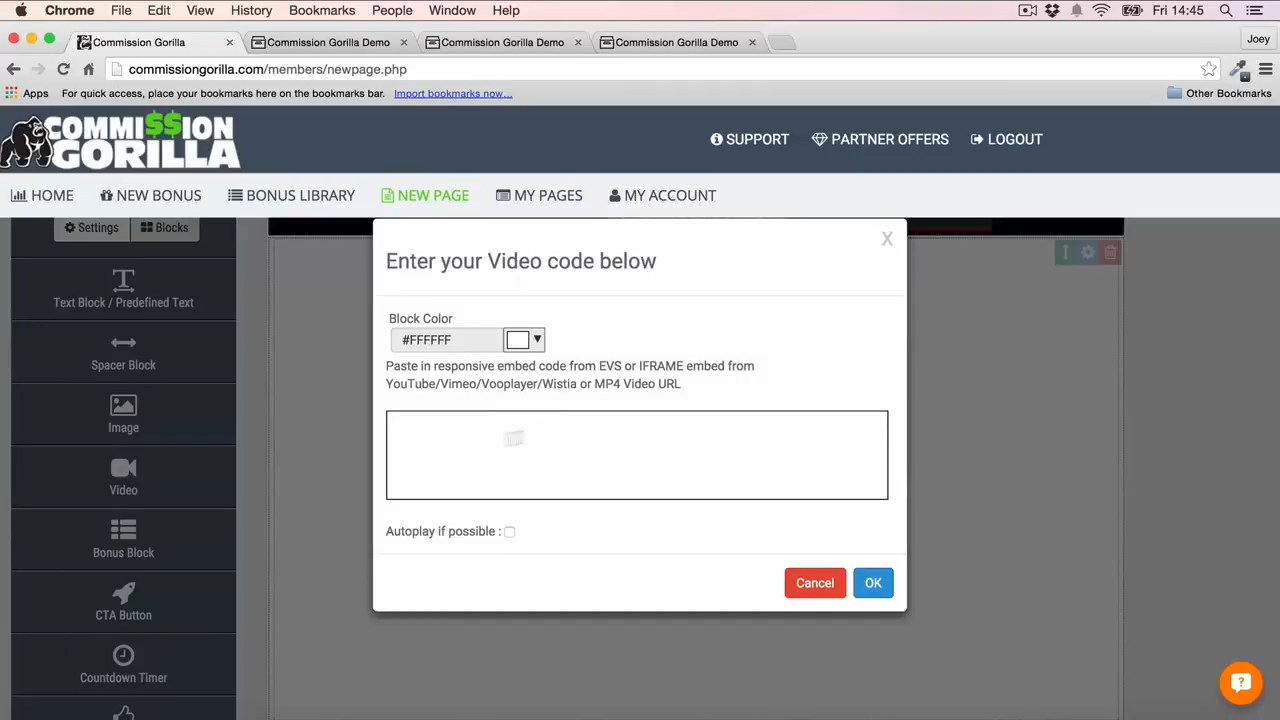 Chrome File Edit View History Bookmarks People Window Help Fri 14:45
Commission Gorilla Commission Gorilla Demo Commission Gorilla Demo Commission Gorilla Demo Joey
commissiongorilla.com/members/newpage.php
Apps For quick access, place your bookmarks here on the bookmarks bar. Import bookmarks now... Other Bookmarks
COMMI$$ION
GORILLA
SUPPORT PARTNER OFFERS LOGOUT
HOME NEW BONUS BONUS LIBRARY NEW PAGE MY PAGES MY ACCOUNT
Settings Blocks
Text Block / Predefined Text
Spacer Block
Image
Video
Bonus Block
CTA Button
Countdown Timer
X
Enter your Video code below
Block Color
#FFFFFF
Paste in responsive embed code from EVS or IFRAME embed from
YouTube/Vimeo/Vooplayer/Wistia or MP4 Video URL
Autoplay if possible :
Cancel OK